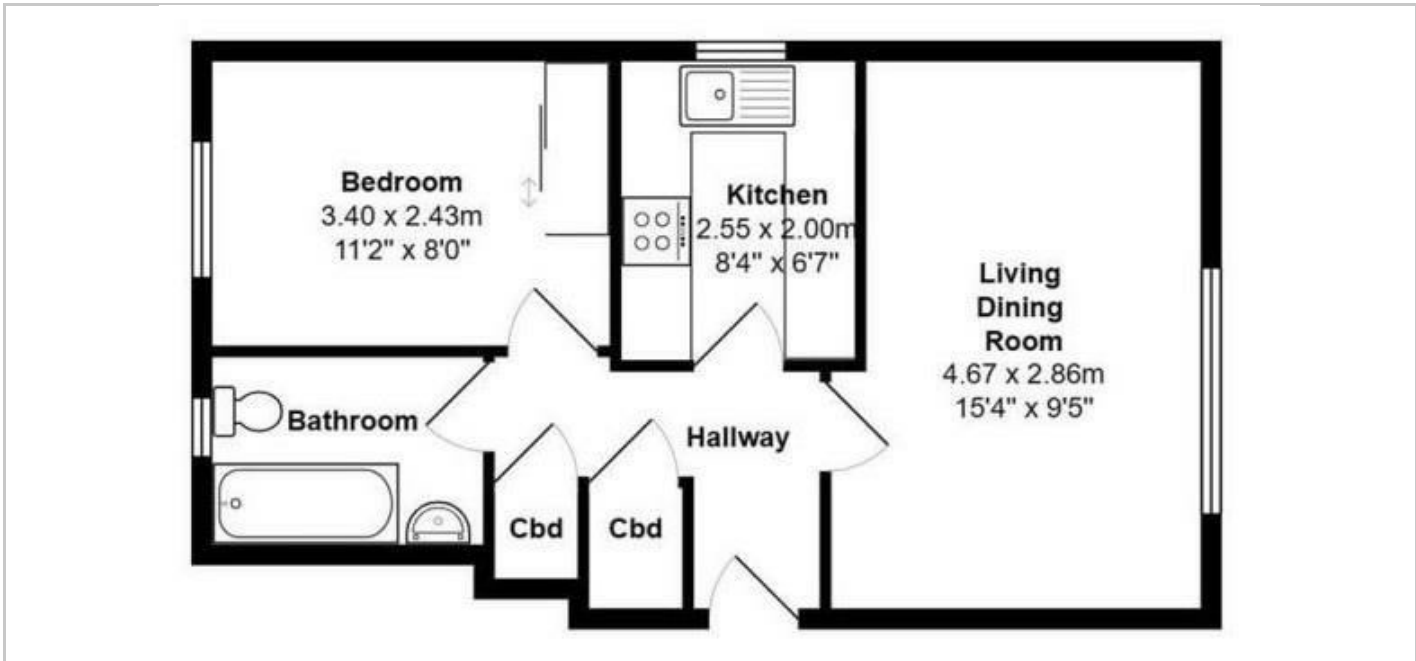 Bedroom
3.40 x 2.43m
11'2" x 8'0"
Kitchen
2.55 x 2.00m
8'4" x 6'7"
Living
Dining
Room
4.67 x 2.86m
15'4" x 9'5"
Bathroom
Hallway
Cbd
Cbd